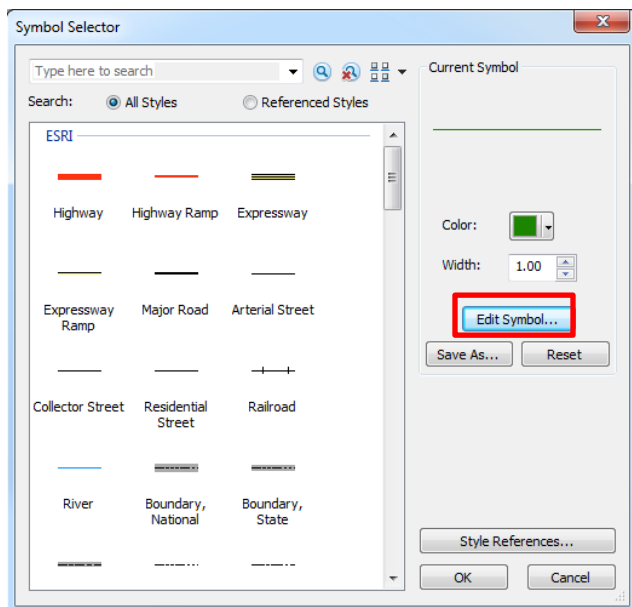 Symbol Selector
Type here to search
Current Symbol
Search: All Styles Referenced Styles
ESRI
Highway Highway Ramp Expressway
Color:
Width: 1.00
Expressway Ramp
Major Road
Arterial Street
Edit Symbol...
Save As... Reset
Collector Street
Residential Street
Railroad
River
Boundary, National
Boundary, State
Style References...
OK Cancel